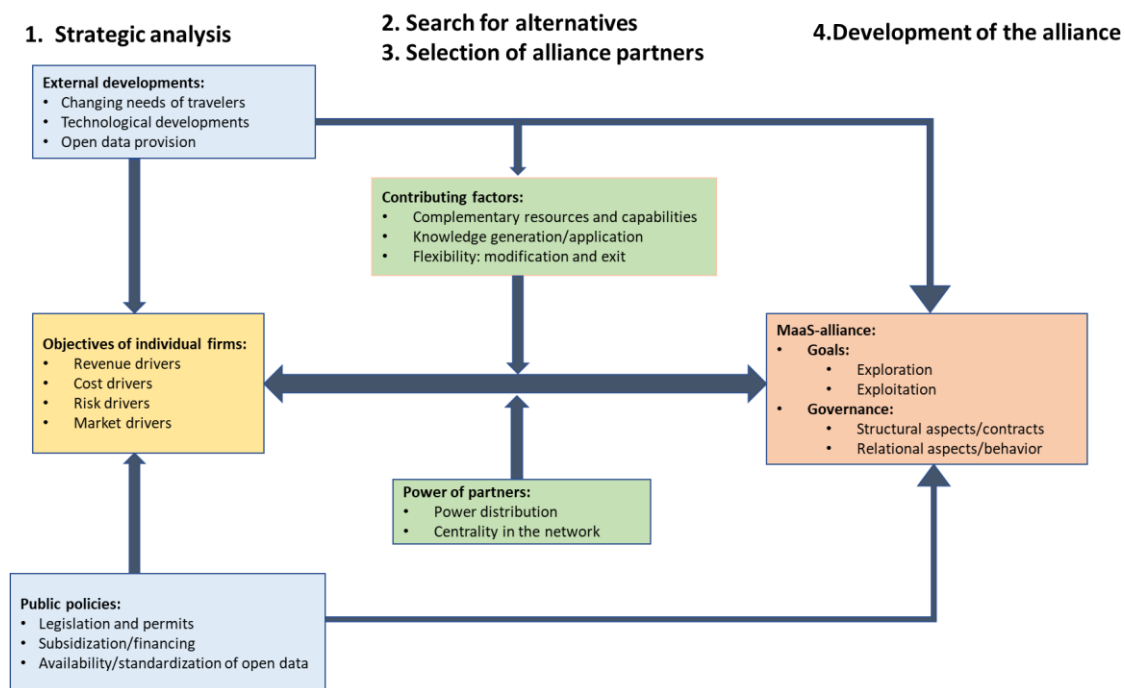 1. Strategic analysis
2. Search for alternatives
3. Selection of alliance partners
4.Development of the alliance
External developments:
• Changing needs of travelers
• Technological developments
• Open data provision
Contributing factors:
• Complementary resources and capabilities
• Knowledge generation/application
• Flexibility: modification and exit
Objectives of individual firms:
• Revenue drivers
• Cost drivers
• Risk drivers
• Market drivers
MaaS-alliance:
• Goals:
• Exploration
• Exploitation
• Governance:
• Structural aspects/contracts
• Relational aspects/behavior
Power of partners:
• Power distribution
• Centrality in the network
Public policies:
• Legislation and permits
• Subsidization/financing
• Availability/standardization of open data